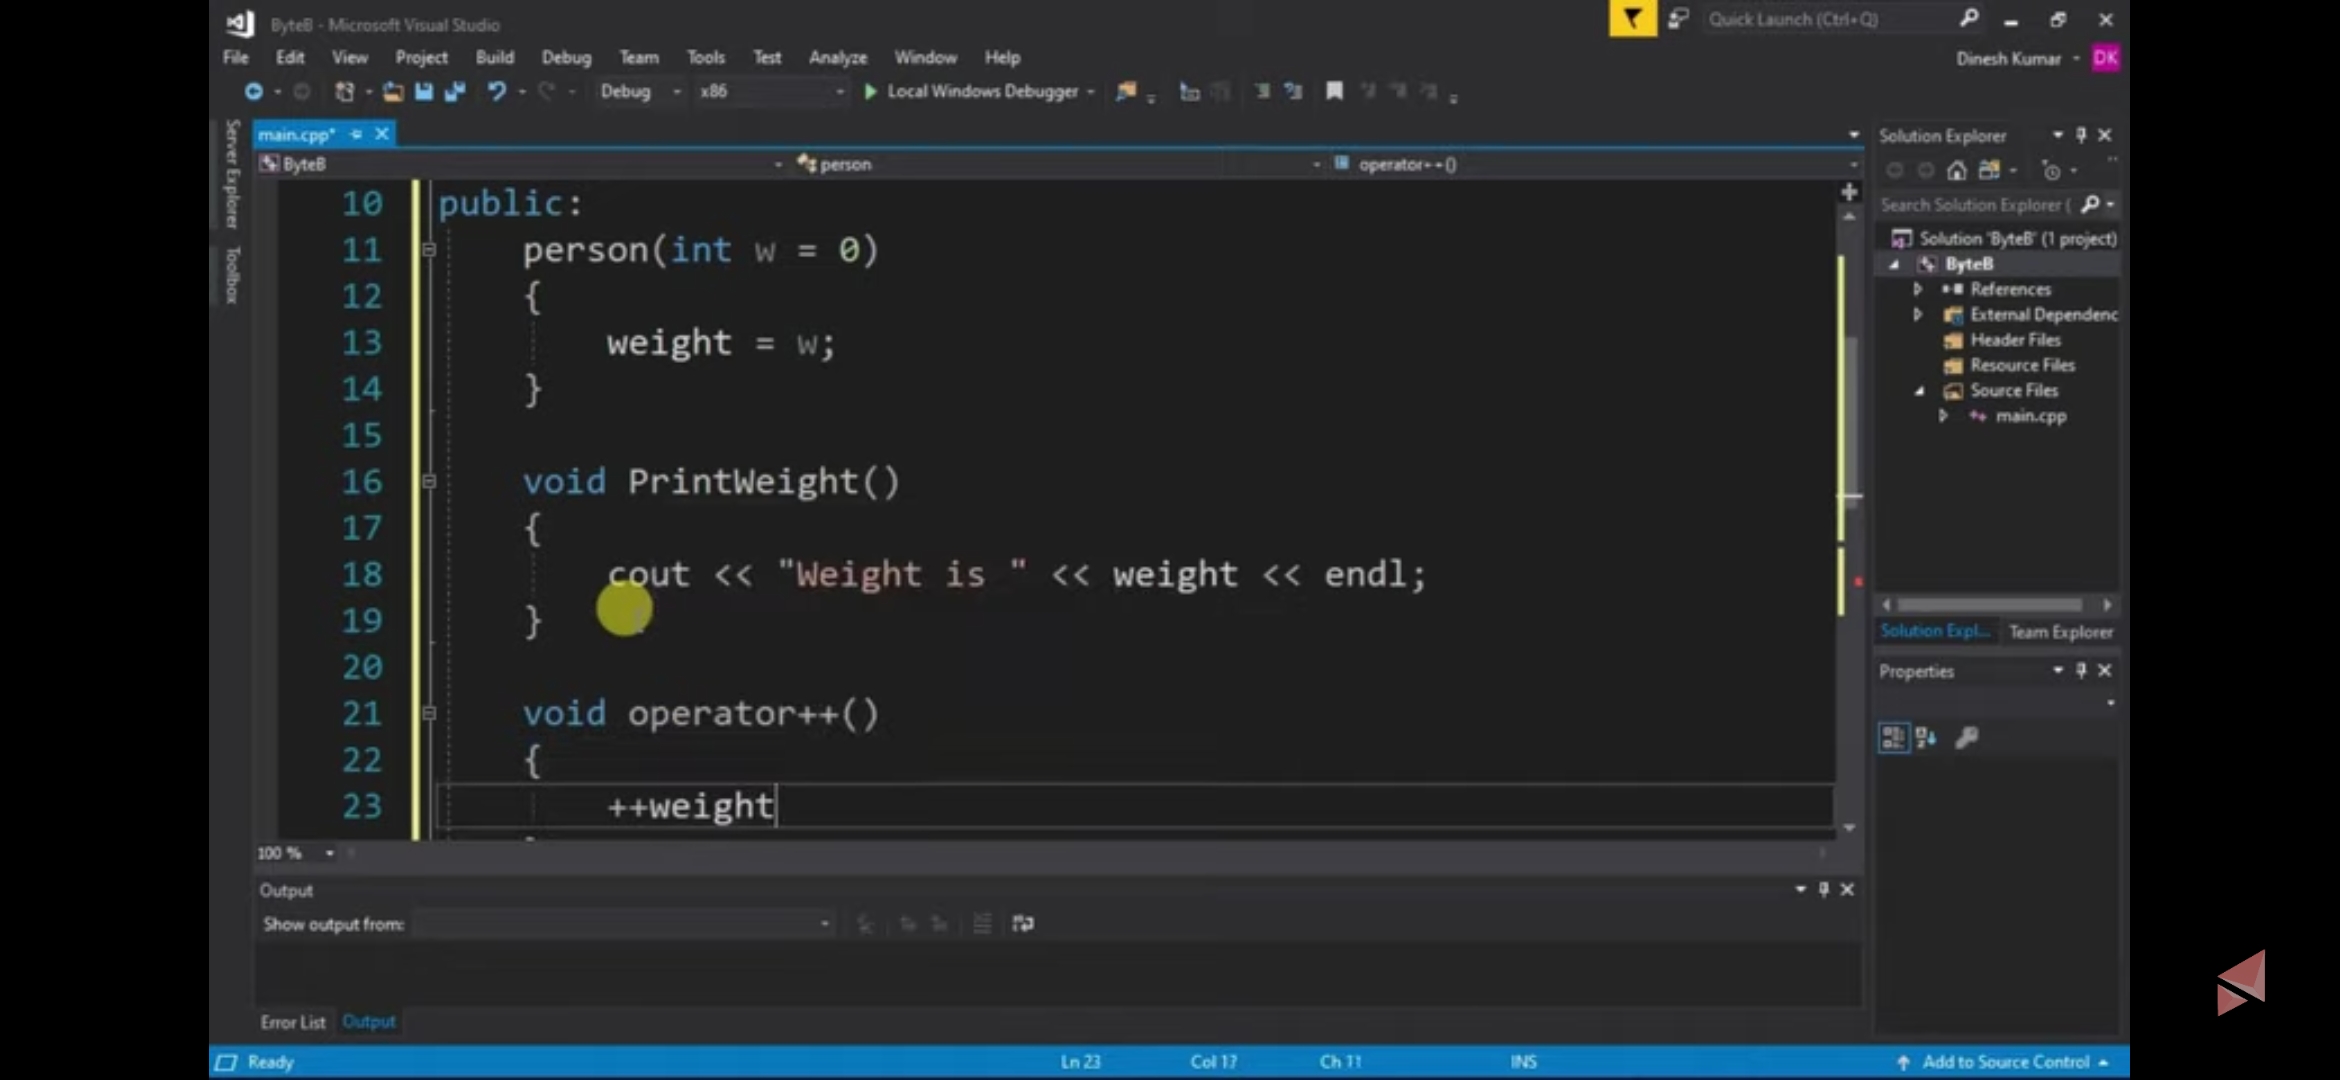 ByteB - Microsoft Visual Studio
Quick Launch (Ctrl+Q)
File Edit View Project Build Debug Team Tools Test Analyze Window Help
Dinesh Kumar DK
Debug x86 Local Windows Debugger
Server Explorer
Toolbox
main.cpp*
ByteB person operator++()
10 public:
11 person(int w = 0)
12 {
13 weight = w;
14 }
15
16 void PrintWeight()
17 {
18 cout << "Weight is " << weight << endl;
19 }
20
21 void operator++()
22 {
23 ++weight
100 %
Output
Show output from:
Error List Output
Solution Explorer
Search Solution Explorer (
Solution 'ByteB' (1 project)
ByteB
References
External Dependenc
Header Files
Resource Files
Source Files
main.cpp
Solution Expl... Team Explorer
Properties
Ready Ln 23 Col 17 Ch 11 INS Add to Source Control